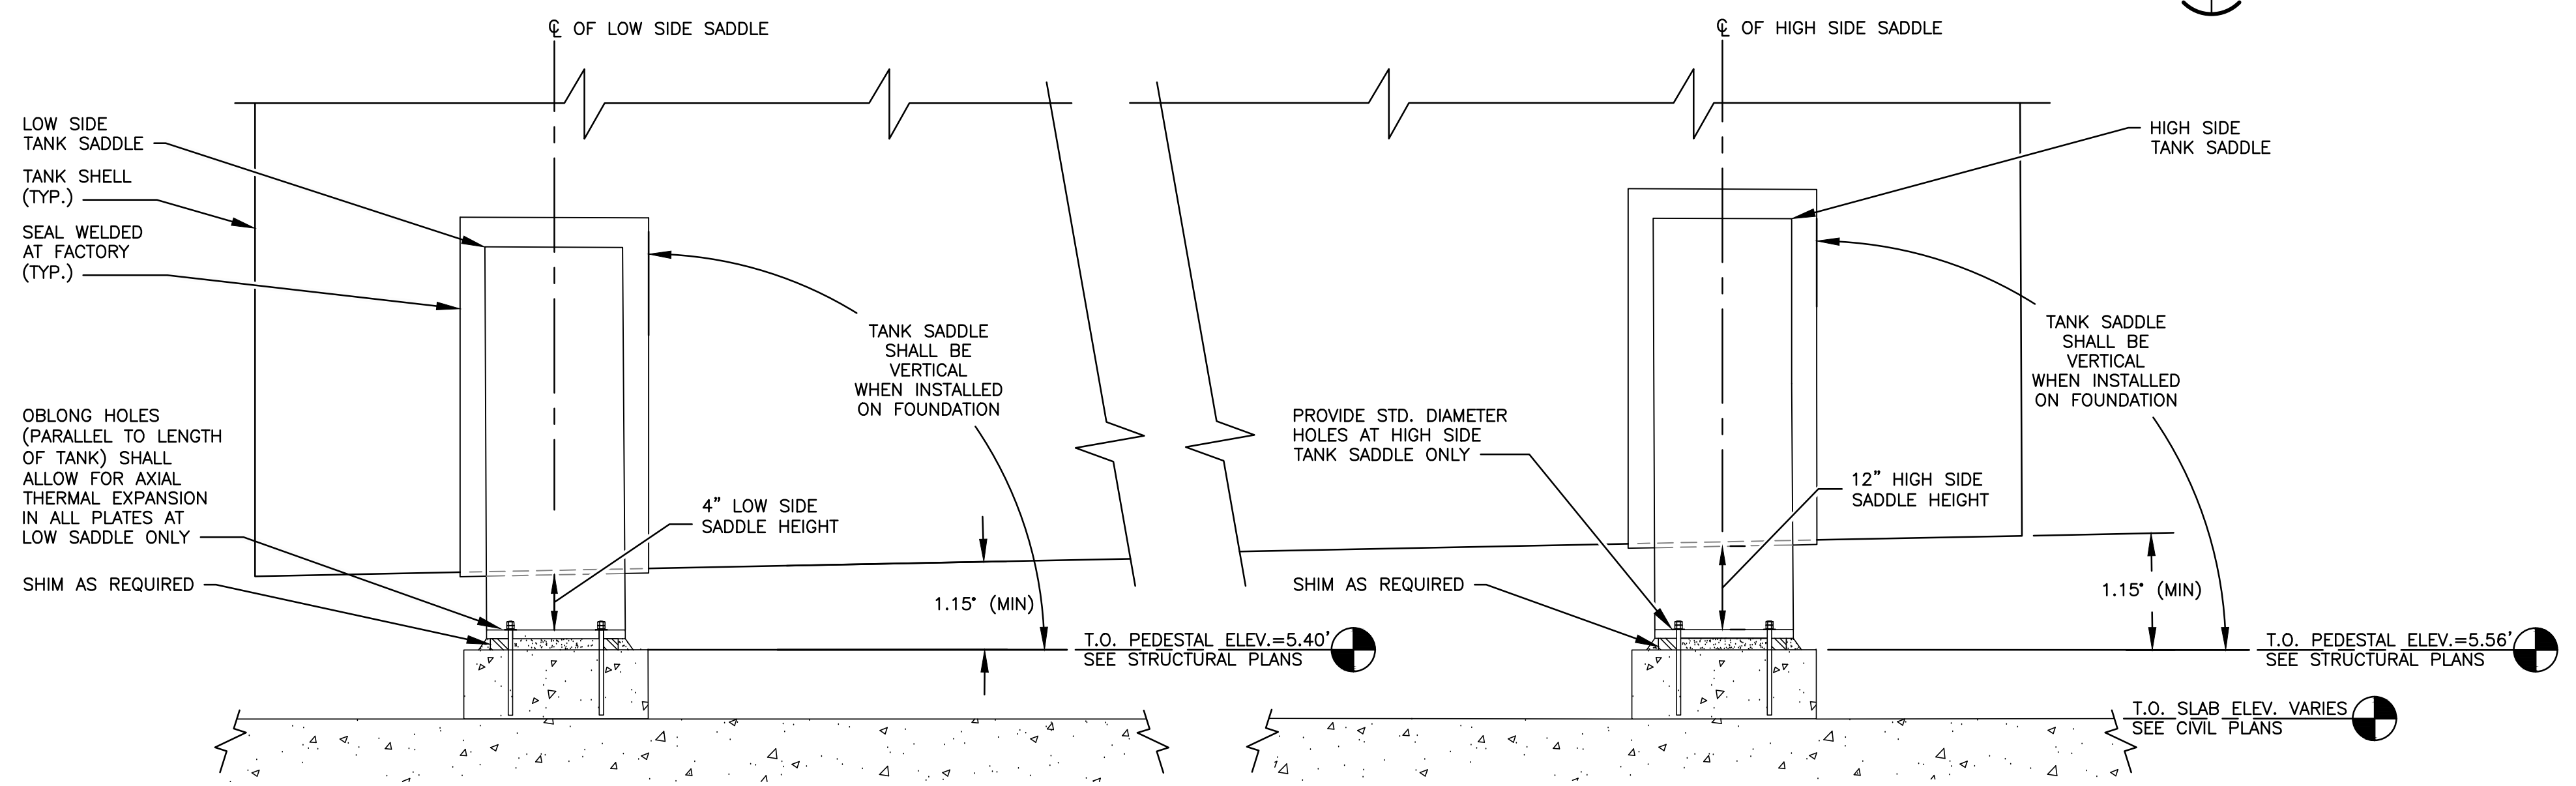 ℄ OF LOW SIDE SADDLE
℄ OF HIGH SIDE SADDLE
LOW SIDE
TANK SADDLE
TANK SHELL
(TYP.)
SEAL WELDED
AT FACTORY
(TYP.)
OBLONG HOLES
(PARALLEL TO LENGTH
OF TANK) SHALL
ALLOW FOR AXIAL
THERMAL EXPANSION
IN ALL PLATES AT
LOW SADDLE ONLY
SHIM AS REQUIRED
4" LOW SIDE
SADDLE HEIGHT
TANK SADDLE
SHALL BE
VERTICAL
WHEN INSTALLED
ON FOUNDATION
1.15° (MIN)
T.O. PEDESTAL ELEV.=5.40'
SEE STRUCTURAL PLANS
PROVIDE STD. DIAMETER
HOLES AT HIGH SIDE
TANK SADDLE ONLY
SHIM AS REQUIRED
HIGH SIDE
TANK SADDLE
TANK SADDLE
SHALL BE
VERTICAL
WHEN INSTALLED
ON FOUNDATION
12" HIGH SIDE
SADDLE HEIGHT
1.15° (MIN)
T.O. PEDESTAL ELEV.=5.56'
SEE STRUCTURAL PLANS
T.O. SLAB ELEV. VARIES
SEE CIVIL PLANS